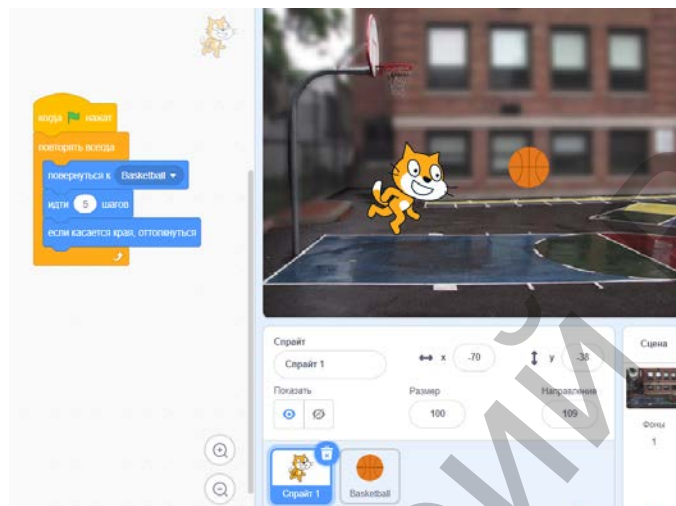 когда нажат
повторять всегда
повернуться к Basketball
идти 5 шагов
если касается края, оттолкнуться
Спрайт
Спрайт 1
x -70
y -38
Показать
Размер
100
Направление
109
Спрайт 1
Basketball
Сцена
Фоны
1